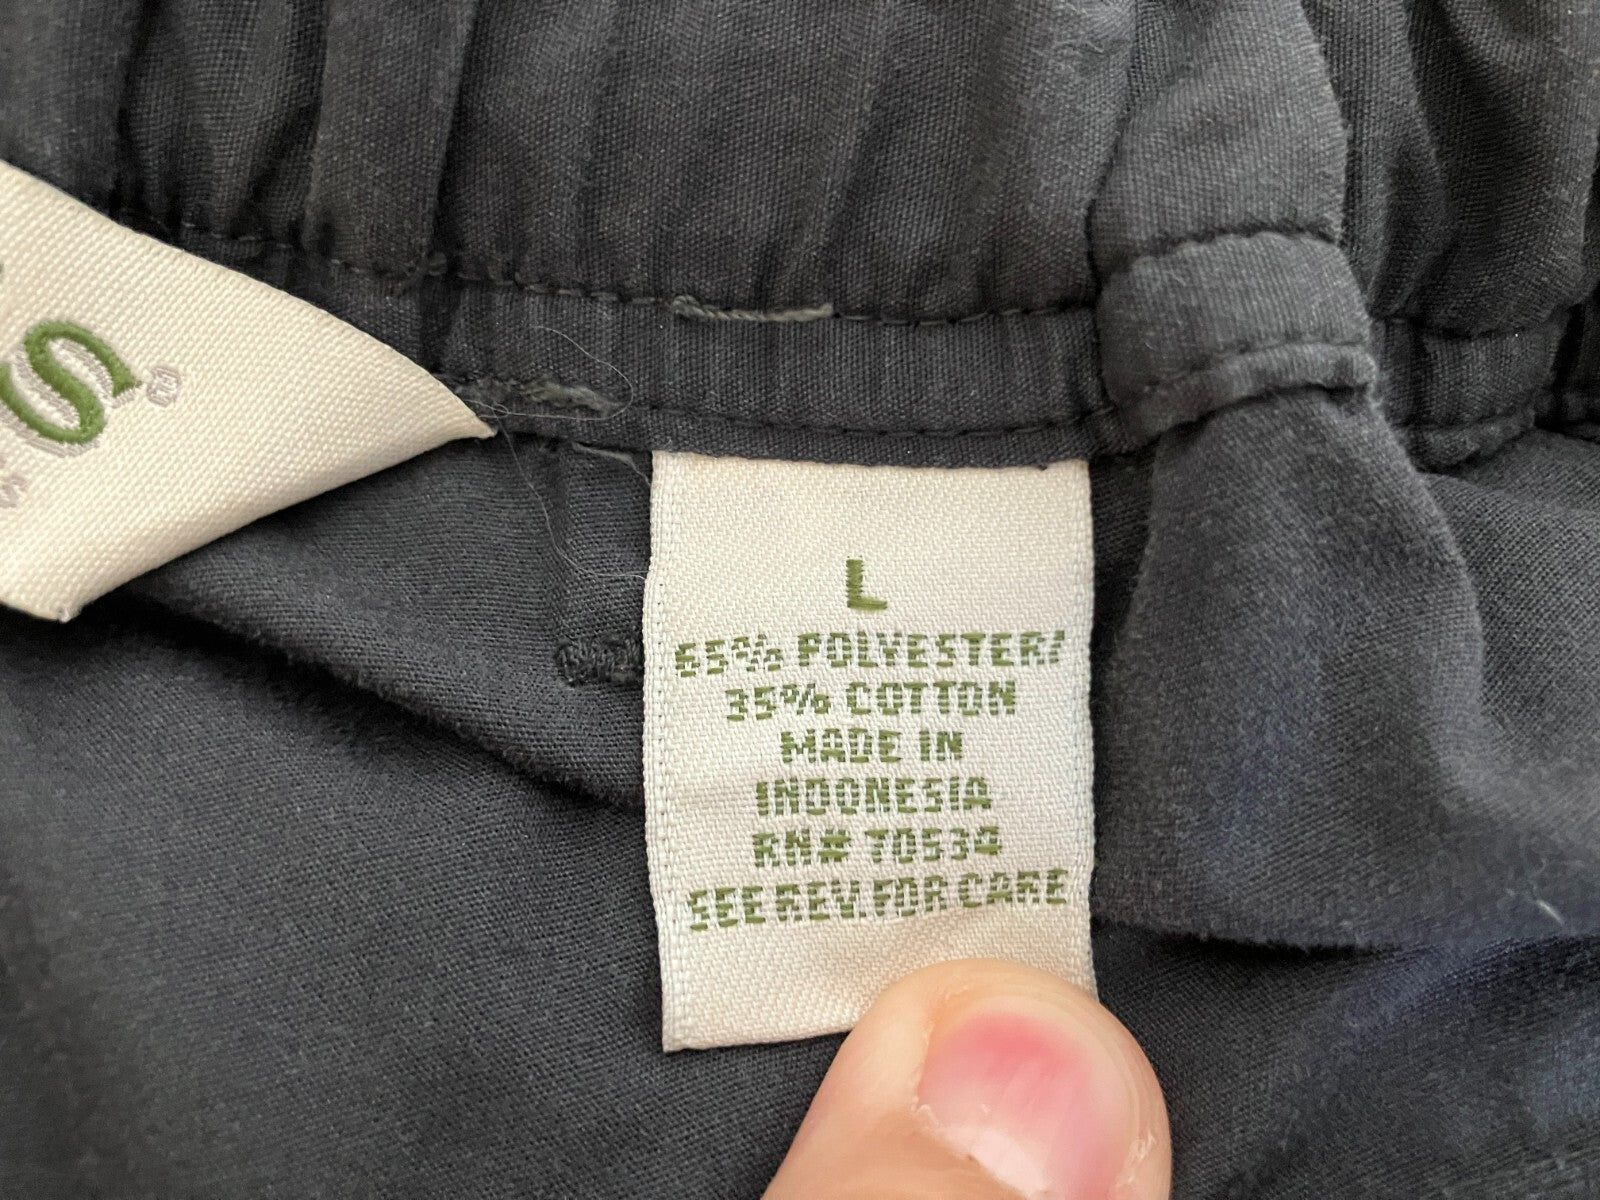 S®
L
65% POLYESTER/
35% COTTON
MADE IN
INDONESIA
RN# 70534
SEE REV. FOR CARE